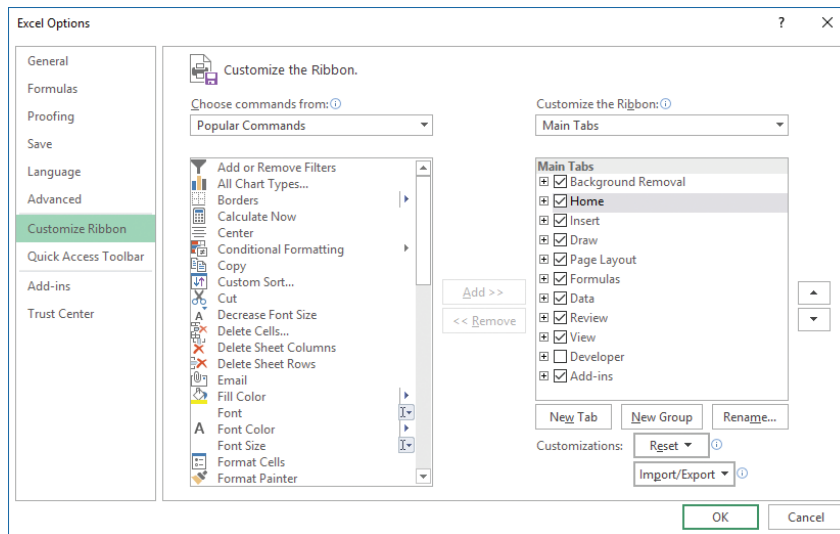 Excel Options
?
General
Formulas
Proofing
Save
Language
Advanced
Customize Ribbon
Quick Access Toolbar
Add-ins
Trust Center
Customize the Ribbon.
Choose commands from:
Popular Commands
Add or Remove Filters
All Chart Types...
Borders
Calculate Now
Center
Conditional Formatting
Copy
Custom Sort...
Cut
Decrease Font Size
Delete Cells...
Delete Sheet Columns
Delete Sheet Rows
Email
Fill Color
Font
Font Color
Font Size
Format Cells
Format Painter
Add >>
<< Remove
Customize the Ribbon:
Main Tabs
Main Tabs
Background Removal
Home
Insert
Draw
Page Layout
Formulas
Data
Review
View
Developer
Add-ins
New Tab New Group Rename...
Customizations: Reset
Import/Export
OK Cancel